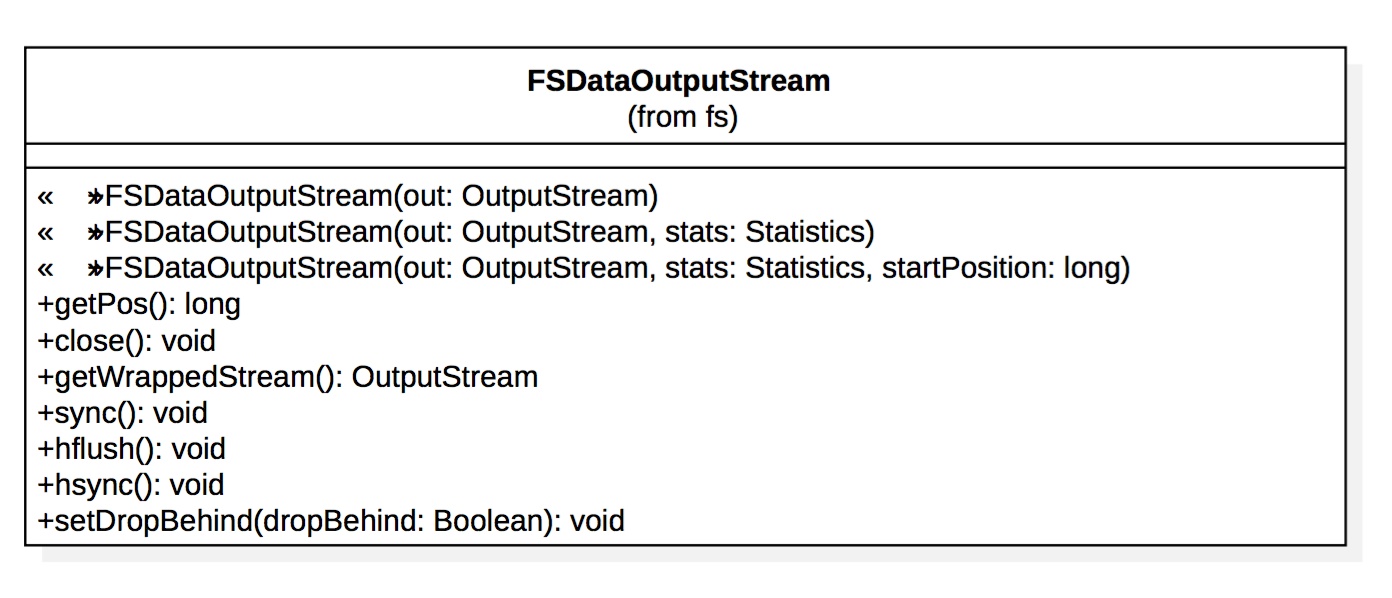 FSDataOutputStream
(from fs)
« »+FSDataOutputStream(out: OutputStream)
« »+FSDataOutputStream(out: OutputStream, stats: Statistics)
« »+FSDataOutputStream(out: OutputStream, stats: Statistics, startPosition: long)
+getPos(): long
+close(): void
+getWrappedStream(): OutputStream
+sync(): void
+hflush(): void
+hsync(): void
+setDropBehind(dropBehind: Boolean): void